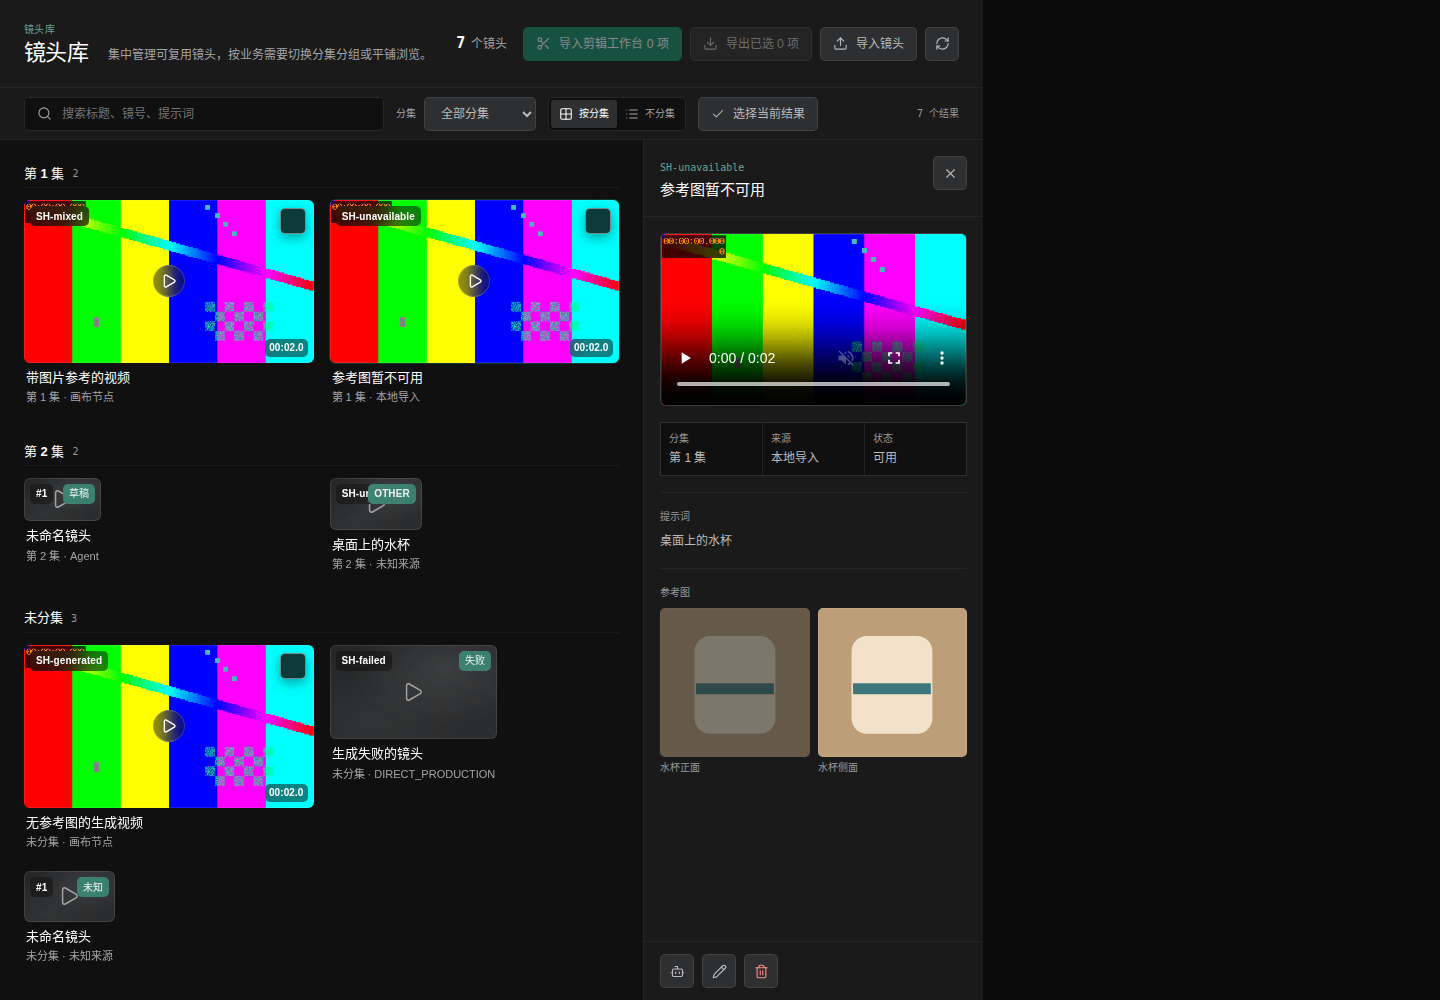 镜头库
镜头库
集中管理可复用镜头，按业务需要切换分集分组或平铺浏览。
7 个镜头
导入剪辑工作台 0 项
导出已选 0 项
导入镜头
搜索标题、镜号、提示词
分集
全部分集
按分集
不分集
选择当前结果
7 个结果
第 1 集 2
SH-mixed
00:02.0
带图片参考的视频
第 1 集 · 画布节点
SH-unavailable
00:02.0
参考图暂不可用
第 1 集 · 本地导入
第 2 集 2
#1
草稿
未命名镜头
第 2 集 · Agent
OTHER
桌面上的水杯
第 2 集 · 未知来源
未分集 3
SH-generated
00:02.0
无参考图的生成视频
未分集 · 画布节点
SH-failed
失败
生成失败的镜头
未分集 · DIRECT_PRODUCTION
#1
未知
未命名镜头
未分集 · 未知来源
SH-unavailable
参考图暂不可用
00:00:00.000
0
0:00 / 0:02
分集
第 1 集
来源
本地导入
状态
可用
提示词
桌面上的水杯
参考图
水杯正面
水杯侧面